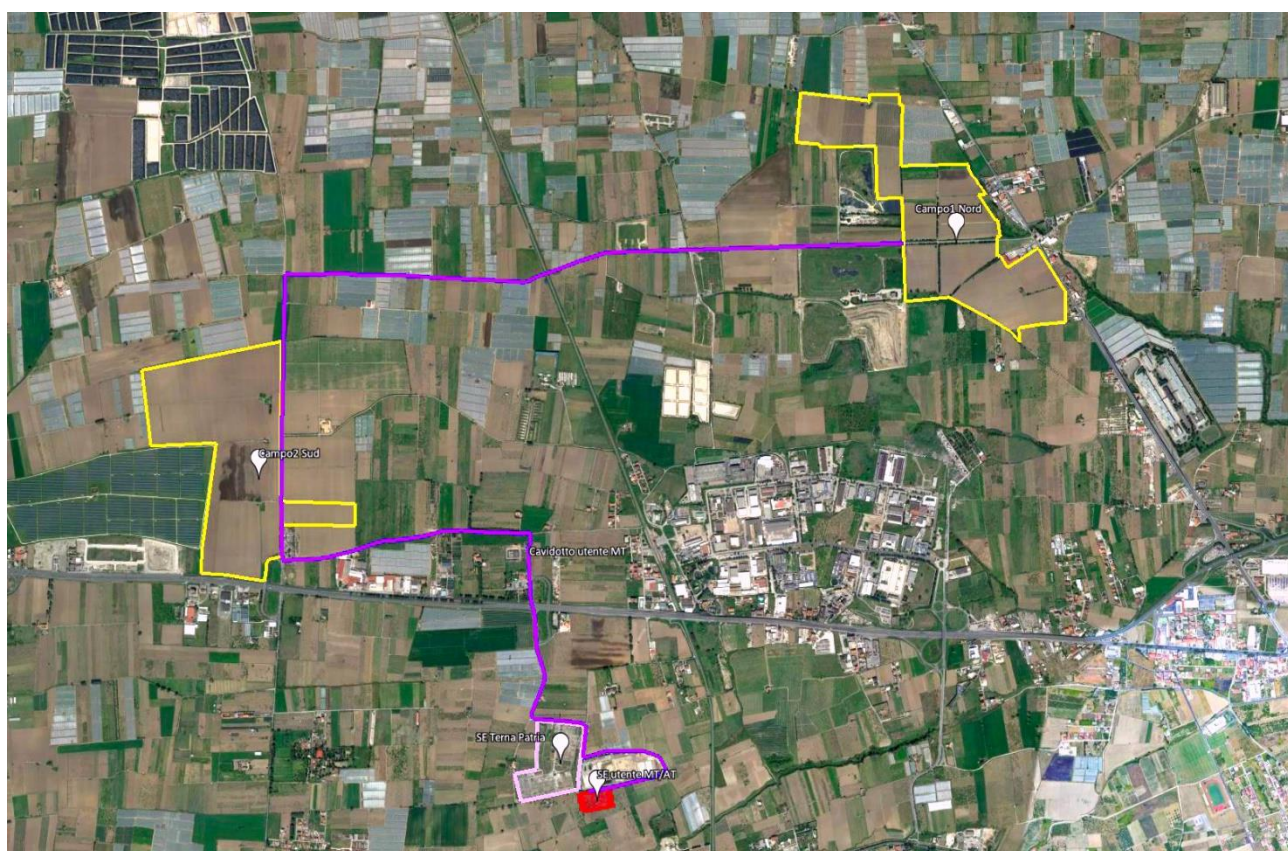 Campo1 Nord
Campo2 Sud
Cavidotto utente MT
SE Terna Patria
SE utente MT/AT